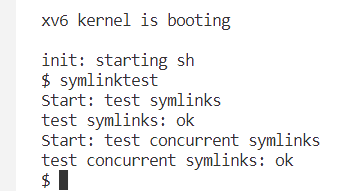 xv6 kernel is booting
init: starting sh
$ symlinktest
Start: test symlinks
test symlinks: ok
Start: test concurrent symlinks
test concurrent symlinks: ok
$